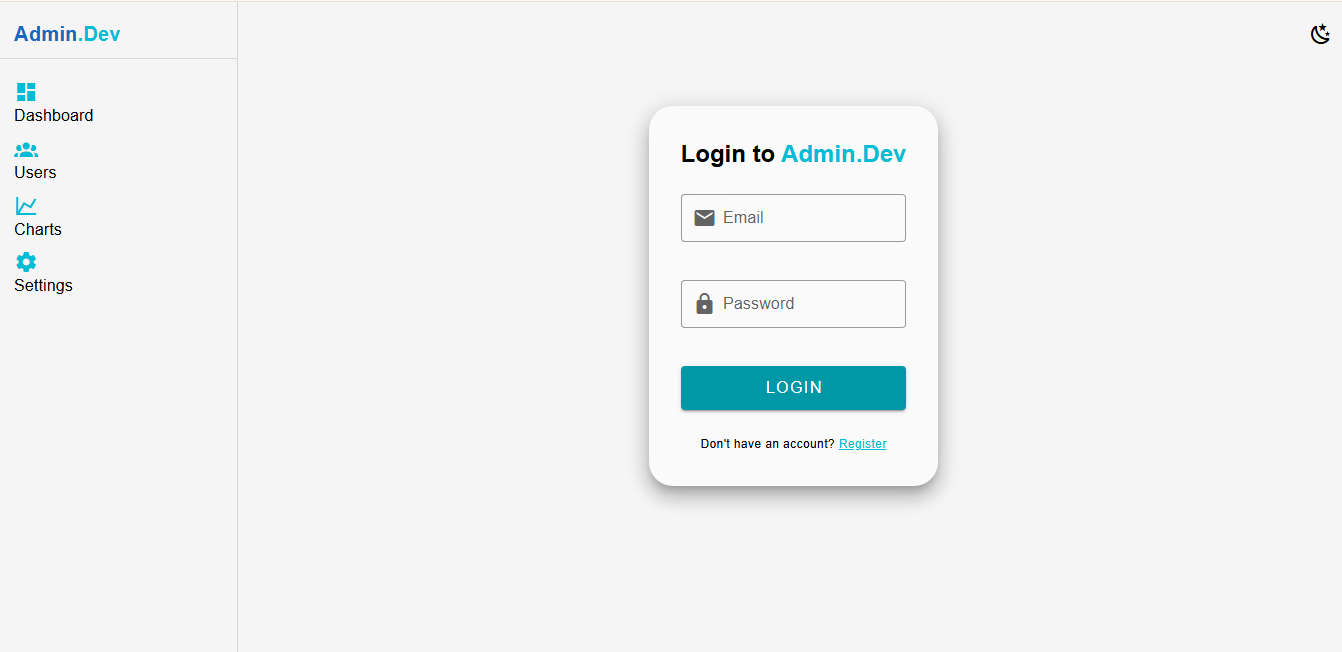 Admin.Dev
Dashboard
Users
Charts
Settings
Login to Admin.Dev
Email
Password
LOGIN
Don't have an account? Register